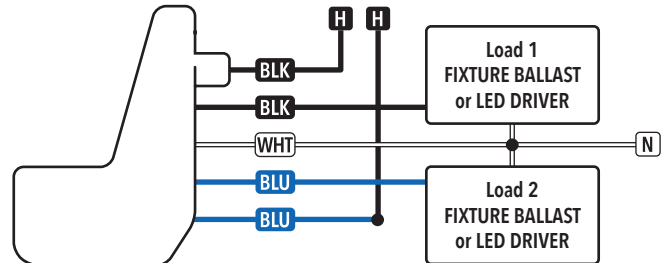 H H
BLK
BLK
WHT
BLU
BLU
Load 1
FIXTURE BALLAST
or LED DRIVER
N
Load 2
FIXTURE BALLAST
or LED DRIVER